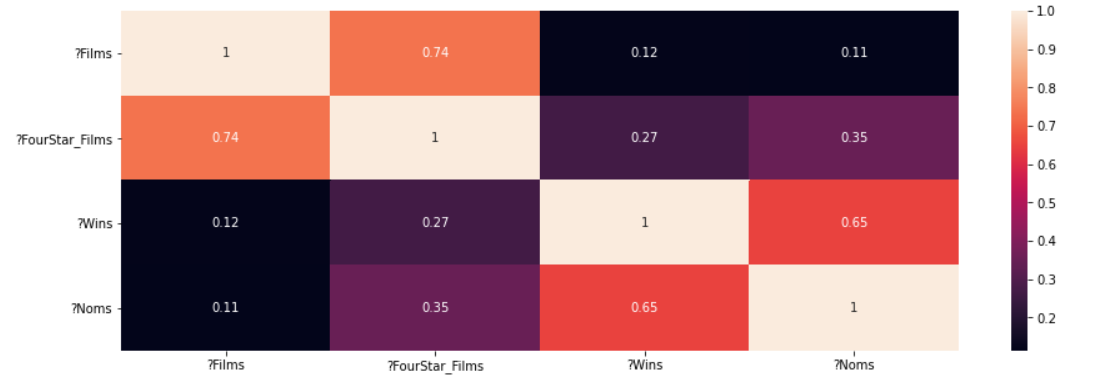 ?Films 1 0.74 0.12 0.11
?FourStar_Films 0.74 1 0.27 0.35
?Wins 0.12 0.27 1 0.65
?Noms 0.11 0.35 0.65 1
?Films ?FourStar_Films ?Wins ?Noms
1.0
0.9
0.8
0.7
0.6
0.5
0.4
0.3
0.2